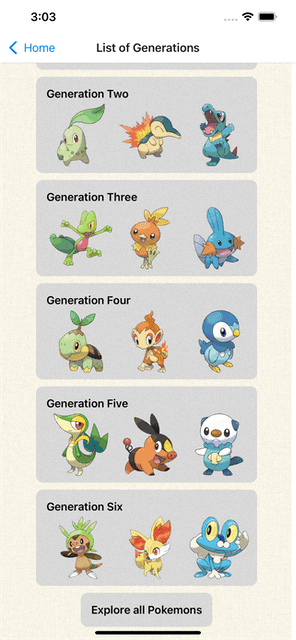 3:03
Home
List of Generations
Generation Two
Generation Three
Generation Four
Generation Five
Generation Six
Explore all Pokemons